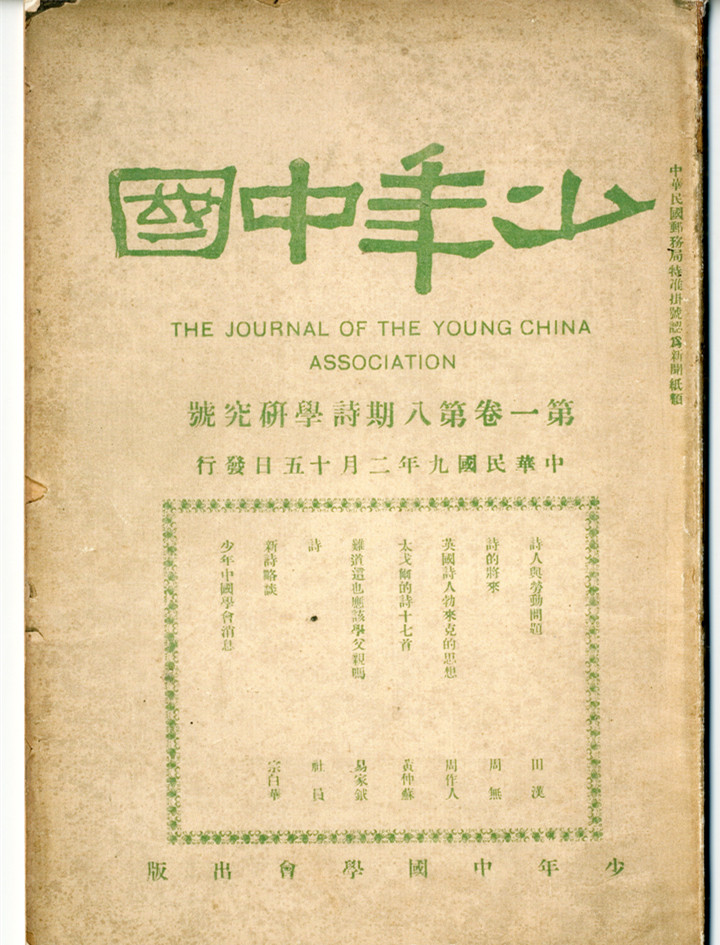 少年中國
THE JOURNAL OF THE YOUNG CHINA
ASSOCIATION
第一卷第八期詩學研究號
中華民國九年二月十五日發行
詩人與勞動問題 田漢
詩的將來 周無
英國詩人勃來克的思想 周作人
太戈爾的詩十七首 黃仲蘇
難道這也應該學父親嗎 易家鉞
詩 社員
新詩略談 宗白華
少年中國學會消息
少年中國學會出版
中華民國郵務局特准掛號認爲新聞紙類